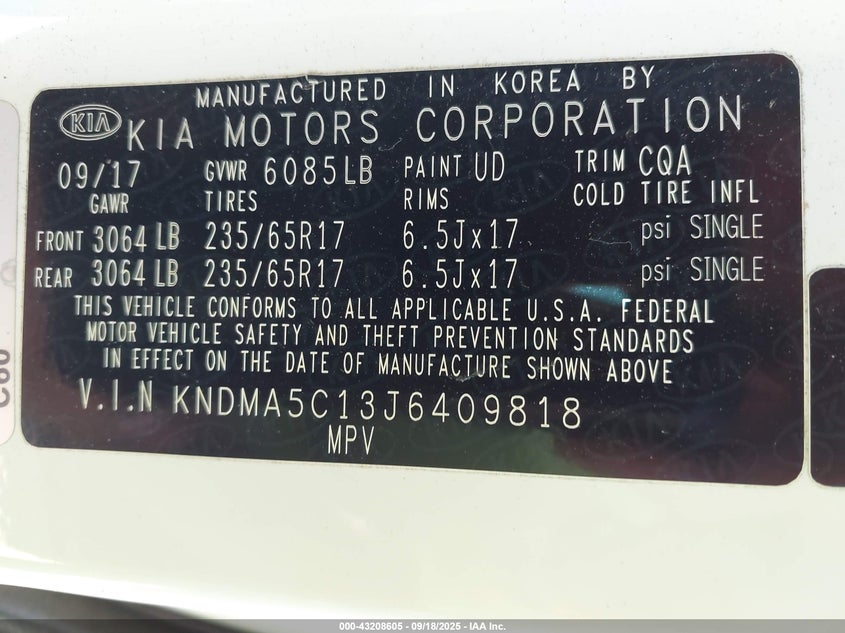 MANUFACTURED IN KOREA BY
KIA KIA MOTORS CORPORATION
09/17 GVWR 6085LB PAINT UD TRIM CQA
GAWR TIRES RIMS COLD TIRE INFL
FRONT 3064 LB 235/65R17 6.5Jx17 psi SINGLE
REAR 3064 LB 235/65R17 6.5Jx17 psi SINGLE
THIS VEHICLE CONFORMS TO ALL APPLICABLE U.S.A. FEDERAL
MOTOR VEHICLE SAFETY AND THEFT PREVENTION STANDARDS
IN EFFECT ON THE DATE OF MANUFACTURE SHOWN ABOVE
V.I.N KNDMA5C13J6409818
MPV
000-43208605 - 09/18/2025 - IAA Inc.